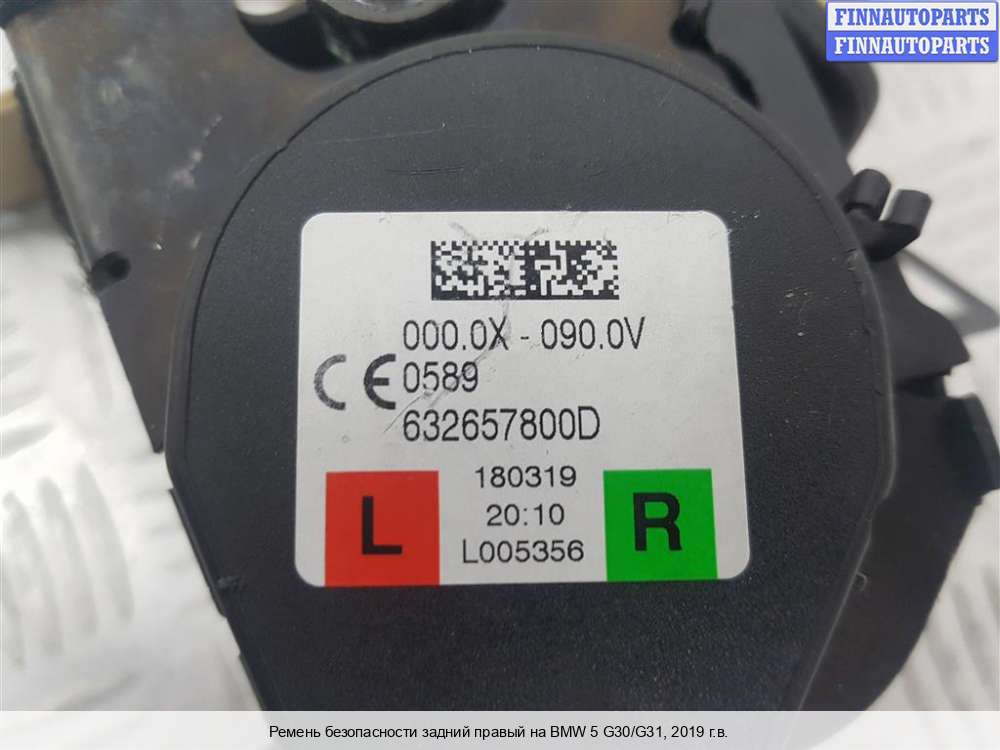 FINNAUTOPARTS
FINNAUTOPARTS
000.0X - 090.0V
CE 0589
632657800D
180319
L 20:10 R
L005356
Ремень безопасности задний правый на BMW 5 G30/G31, 2019 г.в.